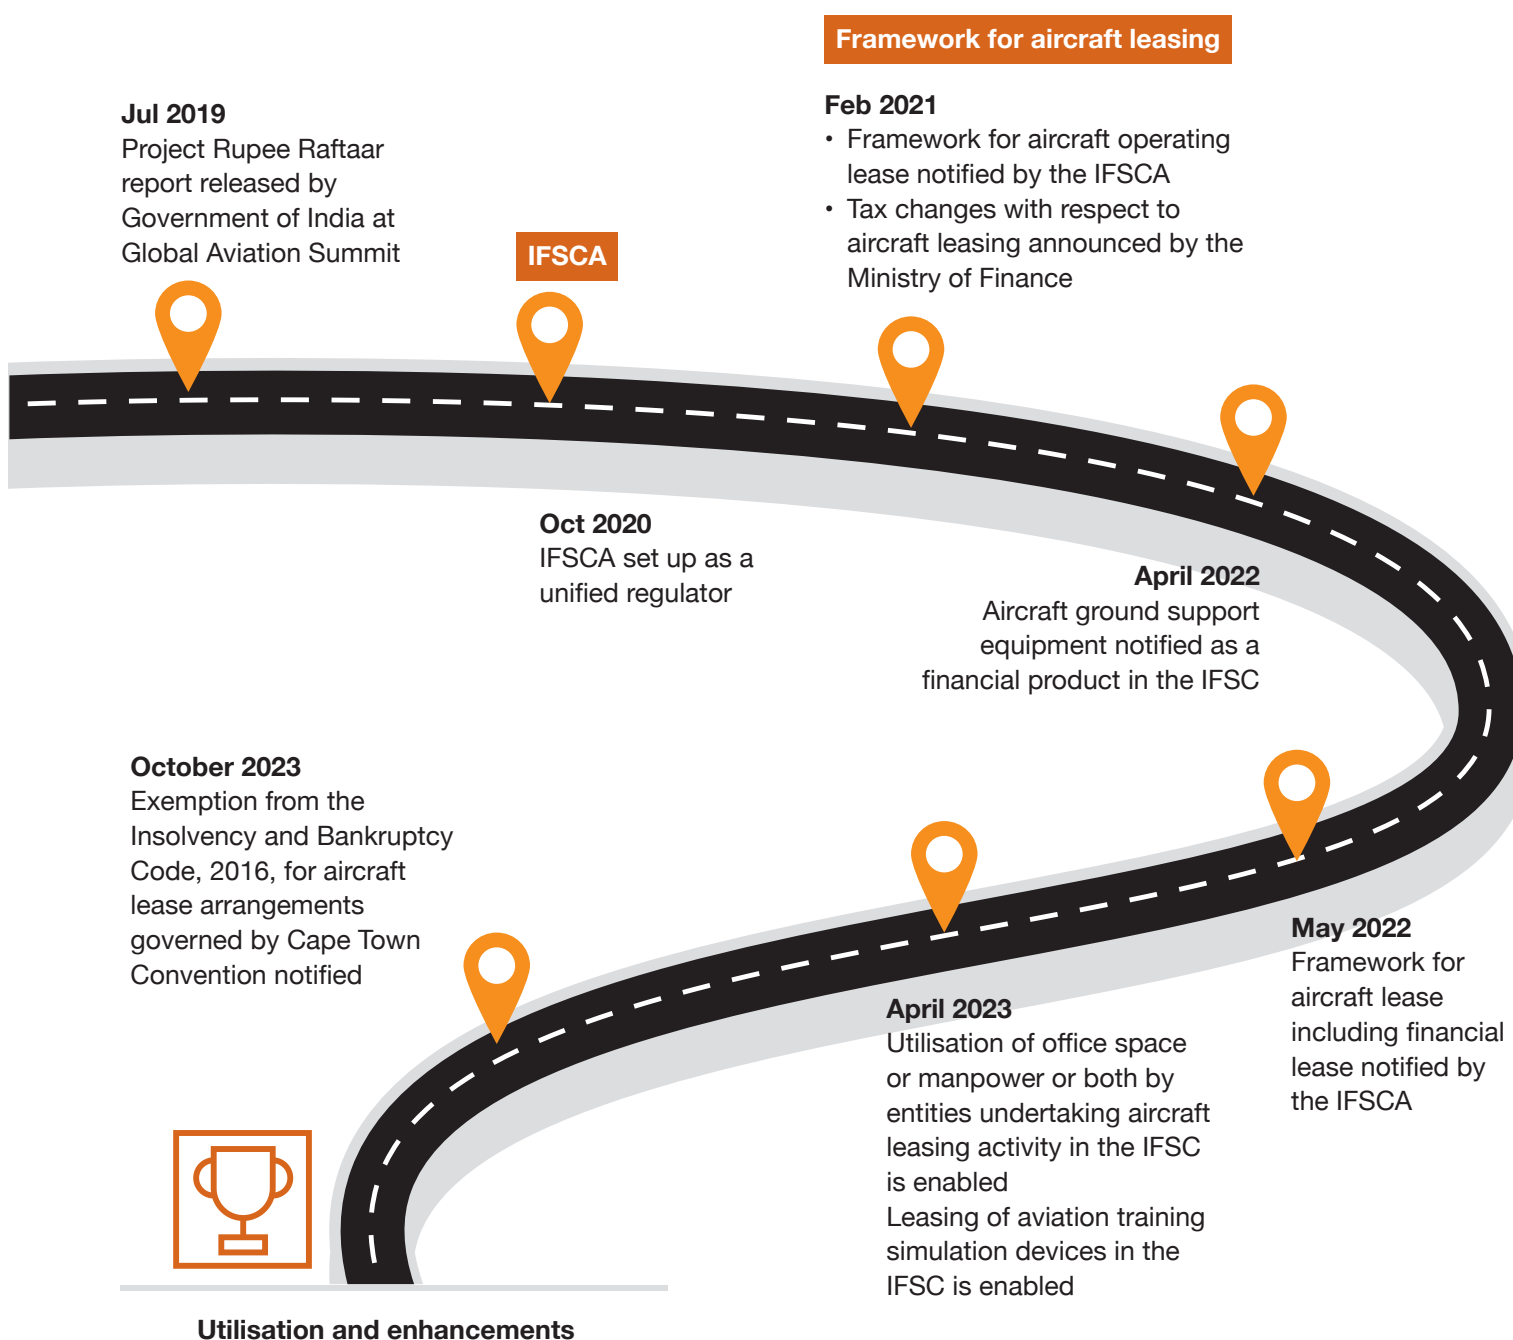 Framework for aircraft leasing
Jul 2019
Project Rupee Raftaar
report released by
Government of India at
Global Aviation Summit
IFSCA
Feb 2021
• Framework for aircraft operating
lease notified by the IFSCA
• Tax changes with respect to
aircraft leasing announced by the
Ministry of Finance
Oct 2020
IFSCA set up as a
unified regulator
April 2022
Aircraft ground support
equipment notified as a
financial product in the IFSC
May 2022
Framework for
aircraft lease
including financial
lease notified by
the IFSCA
April 2023
Utilisation of office space
or manpower or both by
entities undertaking aircraft
leasing activity in the IFSC
is enabled
Leasing of aviation training
simulation devices in the
IFSC is enabled
October 2023
Exemption from the
Insolvency and Bankruptcy
Code, 2016, for aircraft
lease arrangements
governed by Cape Town
Convention notified
Utilisation and enhancements